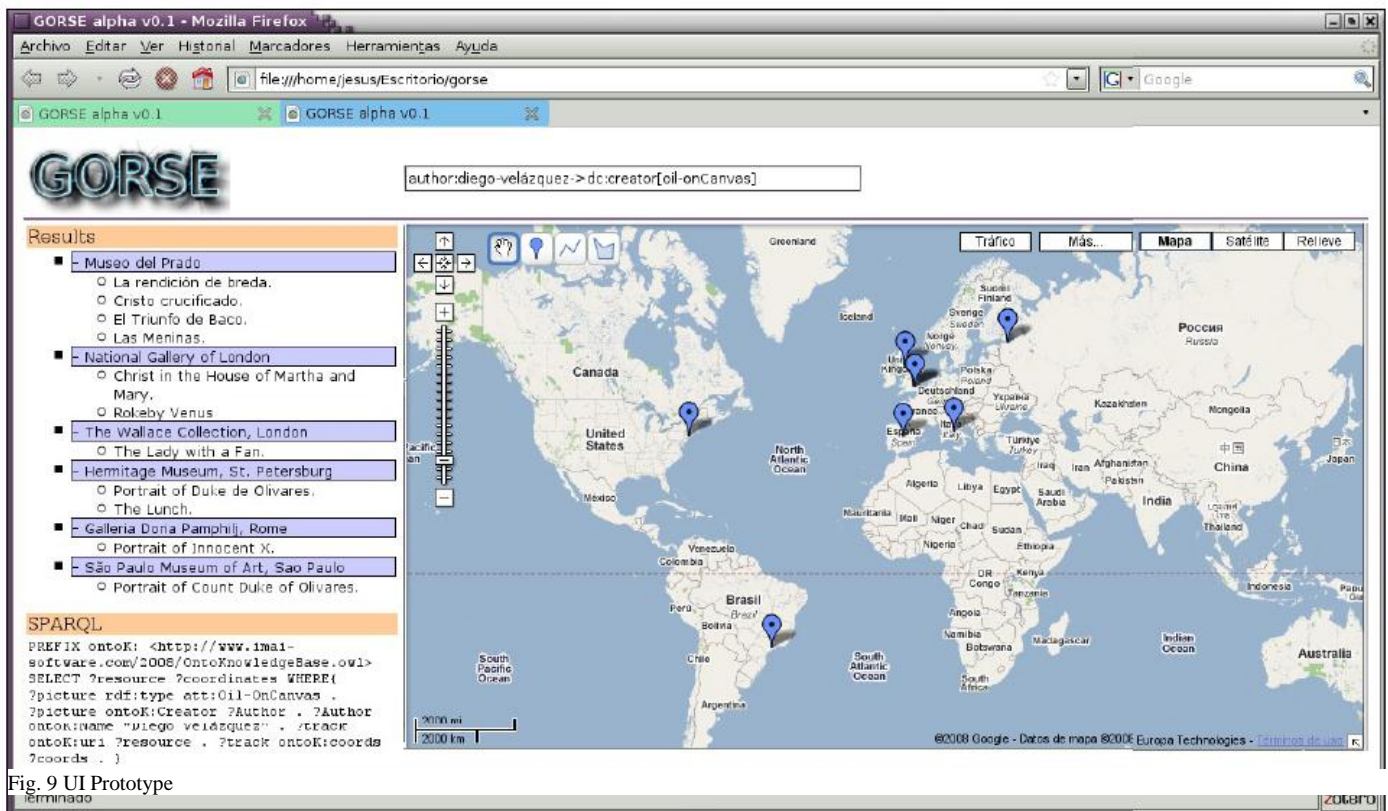 GORSE alpha v0.1 - Mozilla Firefox
Archivo Editar Ver Historial Marcadores Herramientas Ayuda
file:///home/jesus/Escritorio/gorse
Google
GORSE alpha v0.1
GORSE alpha v0.1
GORSE
author:diego-velázquez->dc:creator[oil-onCanvas]
Results
- Museo del Prado
La rendición de breda.
Cristo crucificado.
El Triunfo de Baco.
Las Meninas.
- National Gallery of London
Christ in the House of Martha and
Mary.
Rokeby Venus
- The Wallace Collection, London
The Lady with a Fan.
- Hermitage Museum, St. Petersburg
Portrait of Duke de Olivares.
The Lunch.
- Galleria Doria Pamphilj, Rome
Portrait of Innocent X.
- São Paulo Museum of Art, Sao Paulo
Portrait of Count Duke of Olivares.
SPARQL
PREFIX ontoK: <http://www.imai-
software.com/2008/OntoKnowledgeBase.owl>
SELECT ?resource ?coordinates WHERE{
?picture rdf:type att:Oil-OnCanvas .
?picture ontoK:Creator ?Author . ?Author
ontoK:name "Diego Velázquez" . ?track
ontoK:uri ?resource . ?track ontoK:coords
?coords . }
Tráfico
Más...
Mapa
Satélite
Relieve
Greenland
Iceland
Suomi
Finland
Sverige
Sweden
Norge
Norway
Россия
Russia
Canada
Polska
Poland
Deutschland
Україна
Ukraine
Kazakhstan
Mongolia
United
States
North
Atlantic
Ocean
España
Spain
Italy
Türkiye
Turkey
Iraq
Iran
Afghanistan
Pakistan
中国
China
Japan
México
Algeria
Libya
Egypt
Saudi
Arabia
India
Thailand
Mauritania
Mali
Niger
Chad
Sudan
Nigeria
Ethiopia
Venezuela
Colombia
DR
Congo
Kenya
Tanzania
Indonesia
Perú
Brasil
Brazil
Bolivia
Angola
Namibia
Botswana
Madagascar
Indian
Ocean
Australia
South
Pacific
Ocean
Chile
South
Atlantic
Ocean
South
Africa
Argentina
2000 mi
2000 km
©2008 Google - Datos de mapa ©2008 Europa Technologies - Términos de uso
Fig. 9 UI Prototype
Terminado
zotero